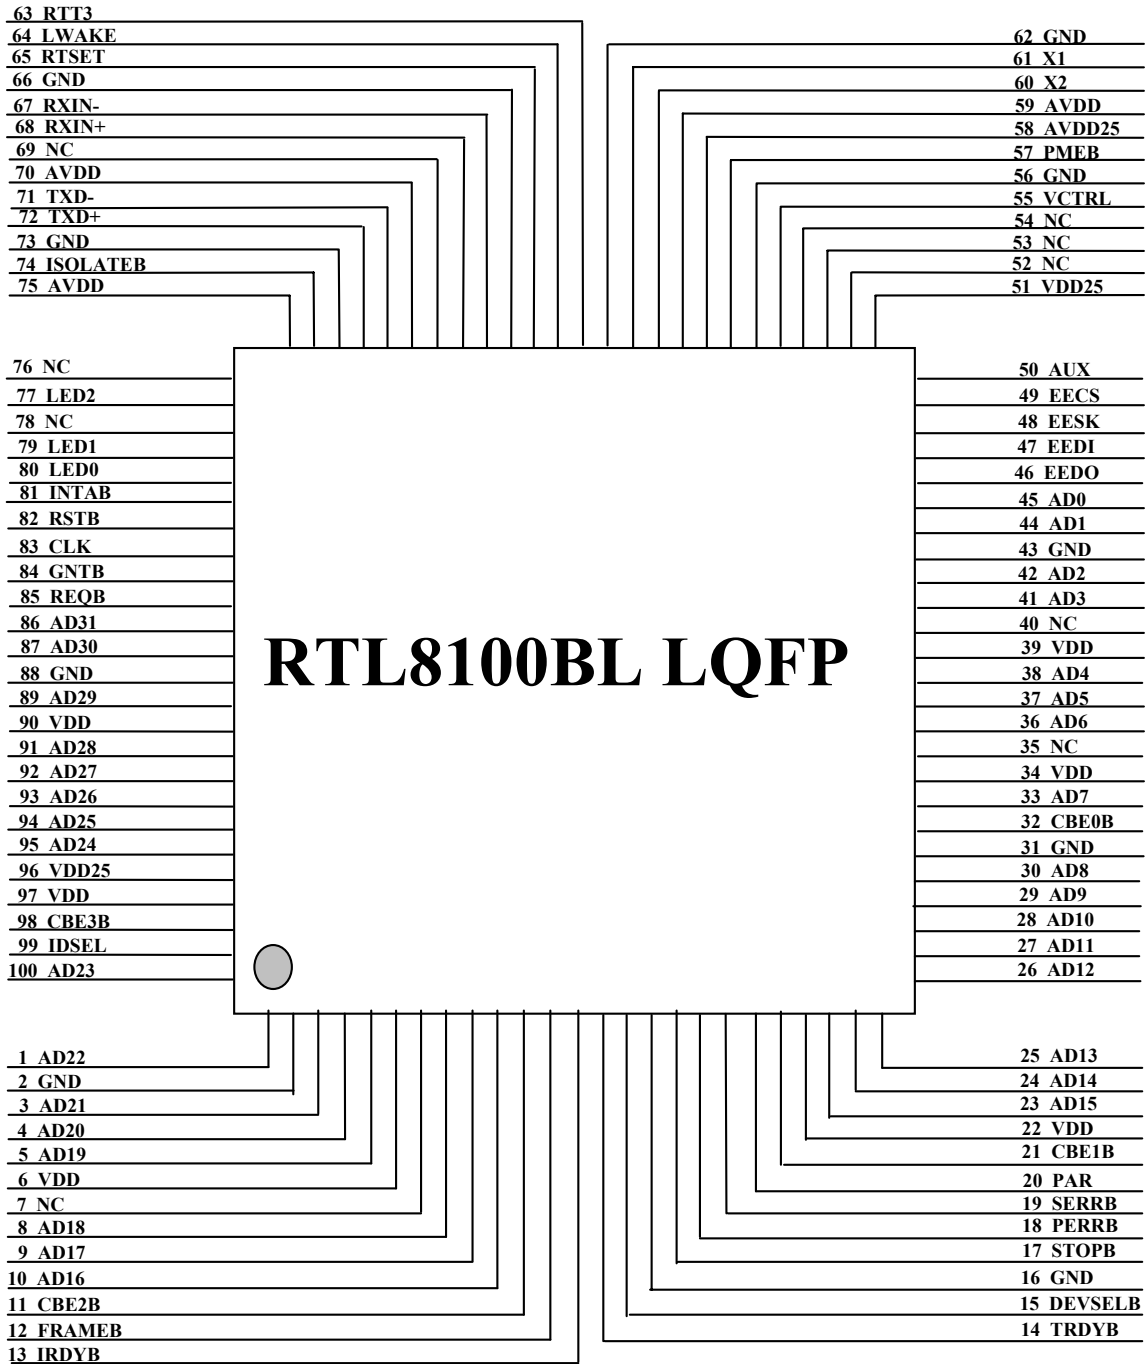 63 RTT3
64 LWAKE
65 RTSET
66 GND
67 RXIN-
68 RXIN+
69 NC
70 AVDD
71 TXD-
72 TXD+
73 GND
74 ISOLATEB
75 AVDD
62 GND
61 X1
60 X2
59 AVDD
58 AVDD25
57 PMEB
56 GND
55 VCTRL
54 NC
53 NC
52 NC
51 VDD25
76 NC
77 LED2
78 NC
79 LED1
80 LED0
81 INTAB
82 RSTB
83 CLK
84 GNTB
85 REQB
86 AD31
87 AD30
88 GND
89 AD29
90 VDD
91 AD28
92 AD27
93 AD26
94 AD25
95 AD24
96 VDD25
97 VDD
98 CBE3B
99 IDSEL
100 AD23
RTL8100BL LQFP
50 AUX
49 EECS
48 EESK
47 EEDI
46 EEDO
45 AD0
44 AD1
43 GND
42 AD2
41 AD3
40 NC
39 VDD
38 AD4
37 AD5
36 AD6
35 NC
34 VDD
33 AD7
32 CBE0B
31 GND
30 AD8
29 AD9
28 AD10
27 AD11
26 AD12
1 AD22
2 GND
3 AD21
4 AD20
5 AD19
6 VDD
7 NC
8 AD18
9 AD17
10 AD16
11 CBE2B
12 FRAMEB
13 IRDYB
25 AD13
24 AD14
23 AD15
22 VDD
21 CBE1B
20 PAR
19 SERRB
18 PERRB
17 STOPB
16 GND
15 DEVSELB
14 TRDYB